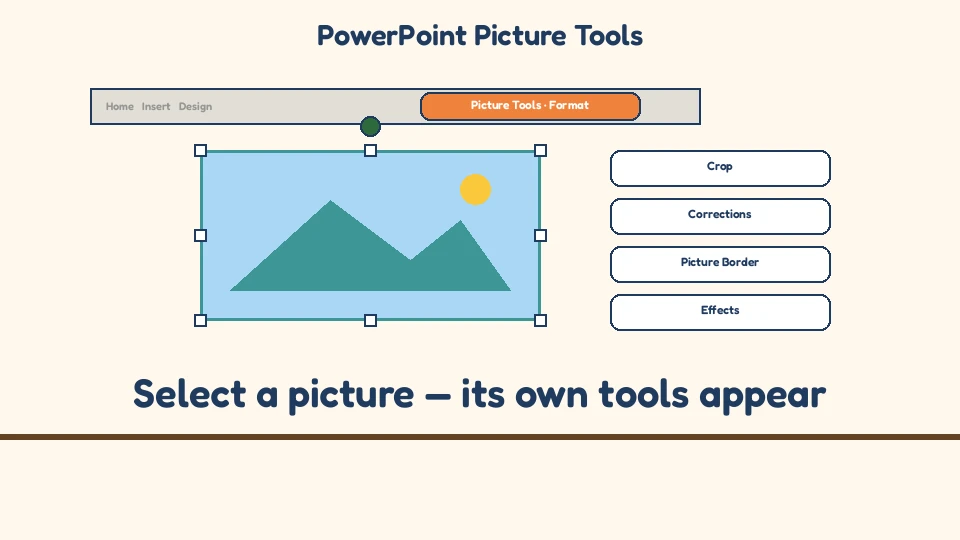 PowerPoint Picture Tools
Home Insert Design
Picture Tools · Format
Crop
Corrections
Picture Border
Effects
Select a picture — its own tools appear